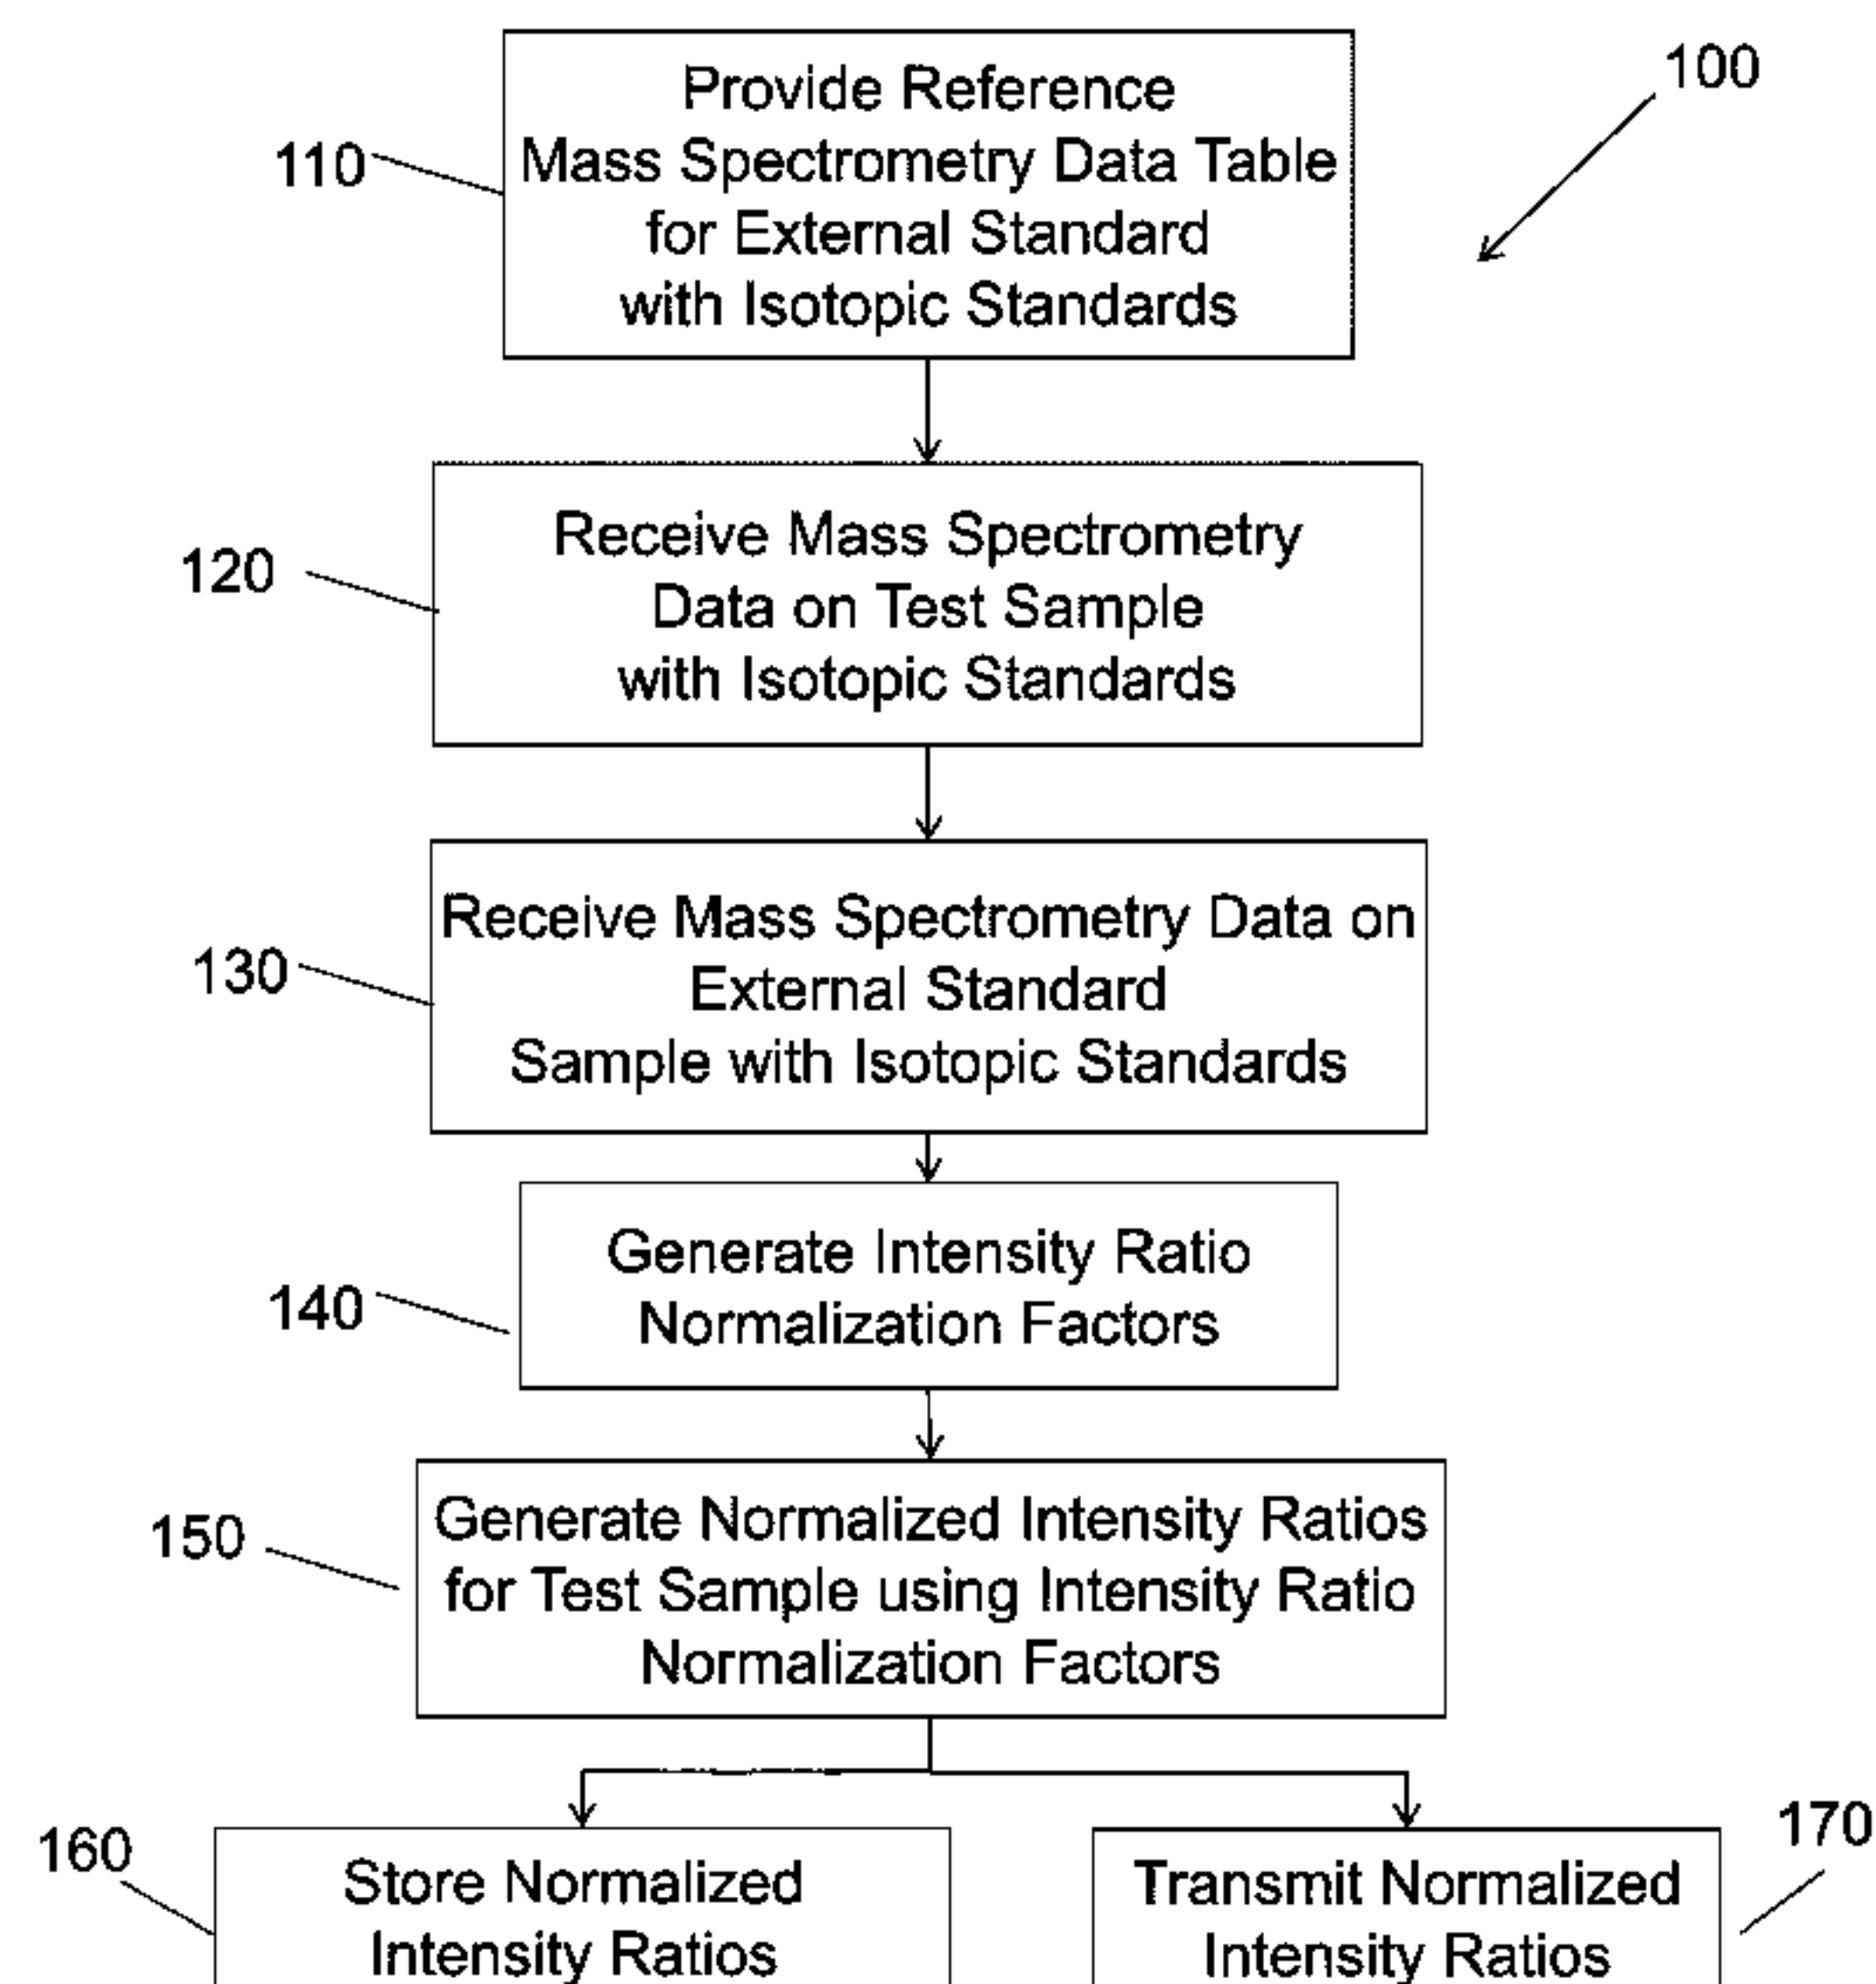 100
110
Provide Reference
Mass Spectrometry Data Table
for External Standard
with Isotopic Standards
120
Receive Mass Spectrometry
Data on Test Sample
with Isotopic Standards
130
Receive Mass Spectrometry Data on
External Standard
Sample with Isotopic Standards
140
Generate Intensity Ratio
Normalization Factors
150
Generate Normalized Intensity Ratios
for Test Sample using Intensity Ratio
Normalization Factors
160
Store Normalized
Intensity Ratios
170
Transmit Normalized
Intensity Ratios